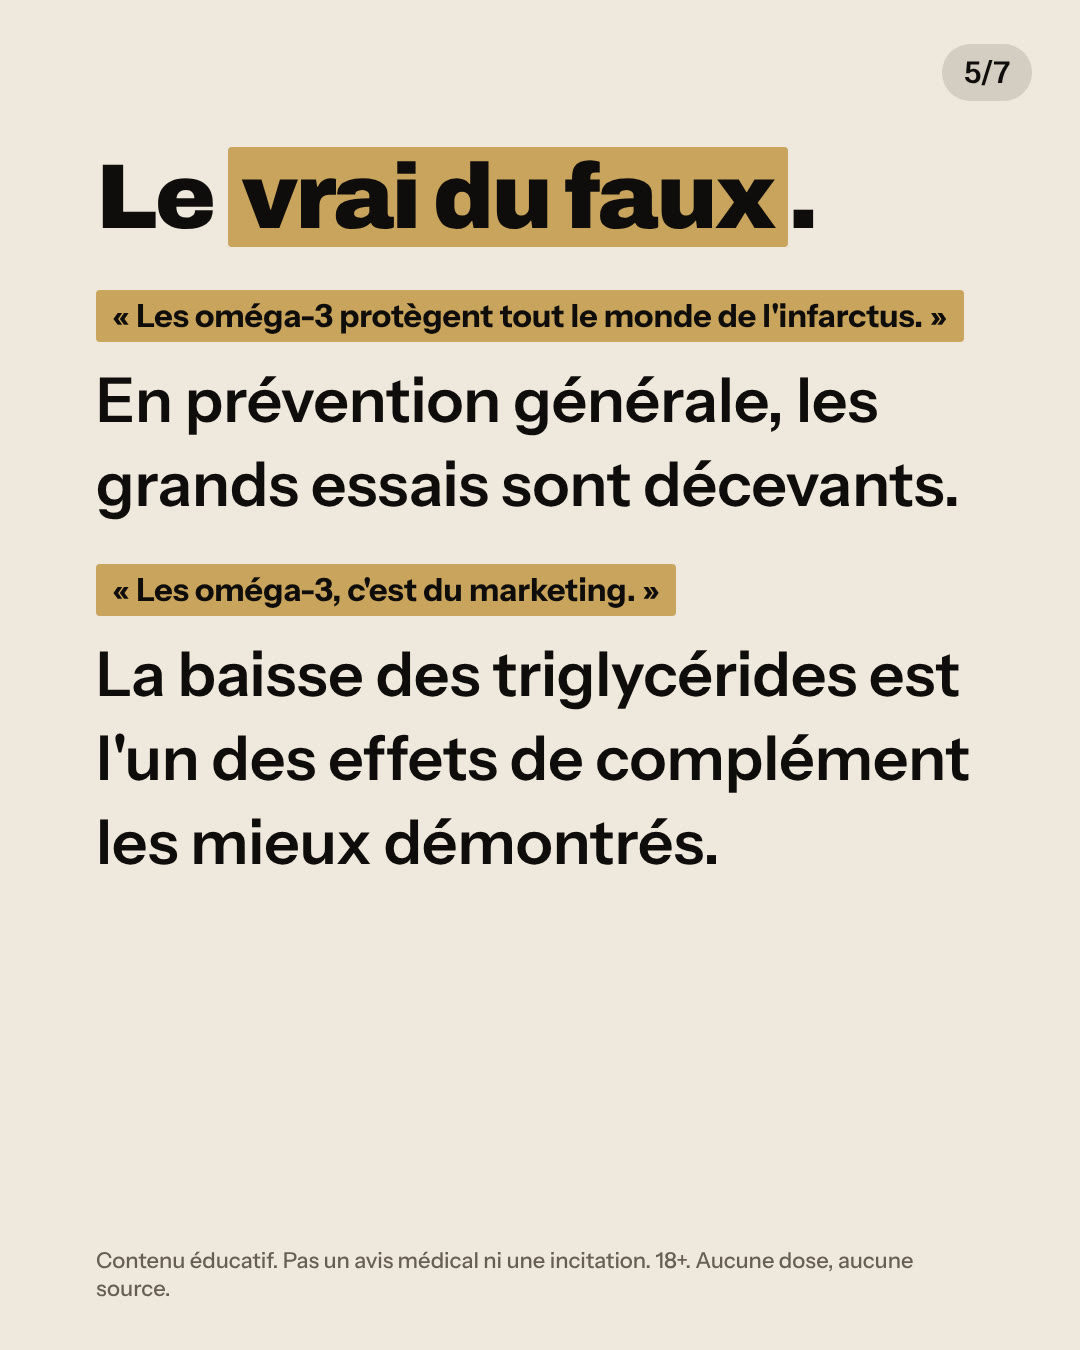 5/7
Le vrai du faux.
« Les oméga-3 protègent tout le monde de l'infarctus. »
En prévention générale, les
grands essais sont décevants.
« Les oméga-3, c'est du marketing. »
La baisse des triglycérides est
l'un des effets de complément
les mieux démontrés.
Contenu éducatif. Pas un avis médical ni une incitation. 18+. Aucune dose, aucune
source.